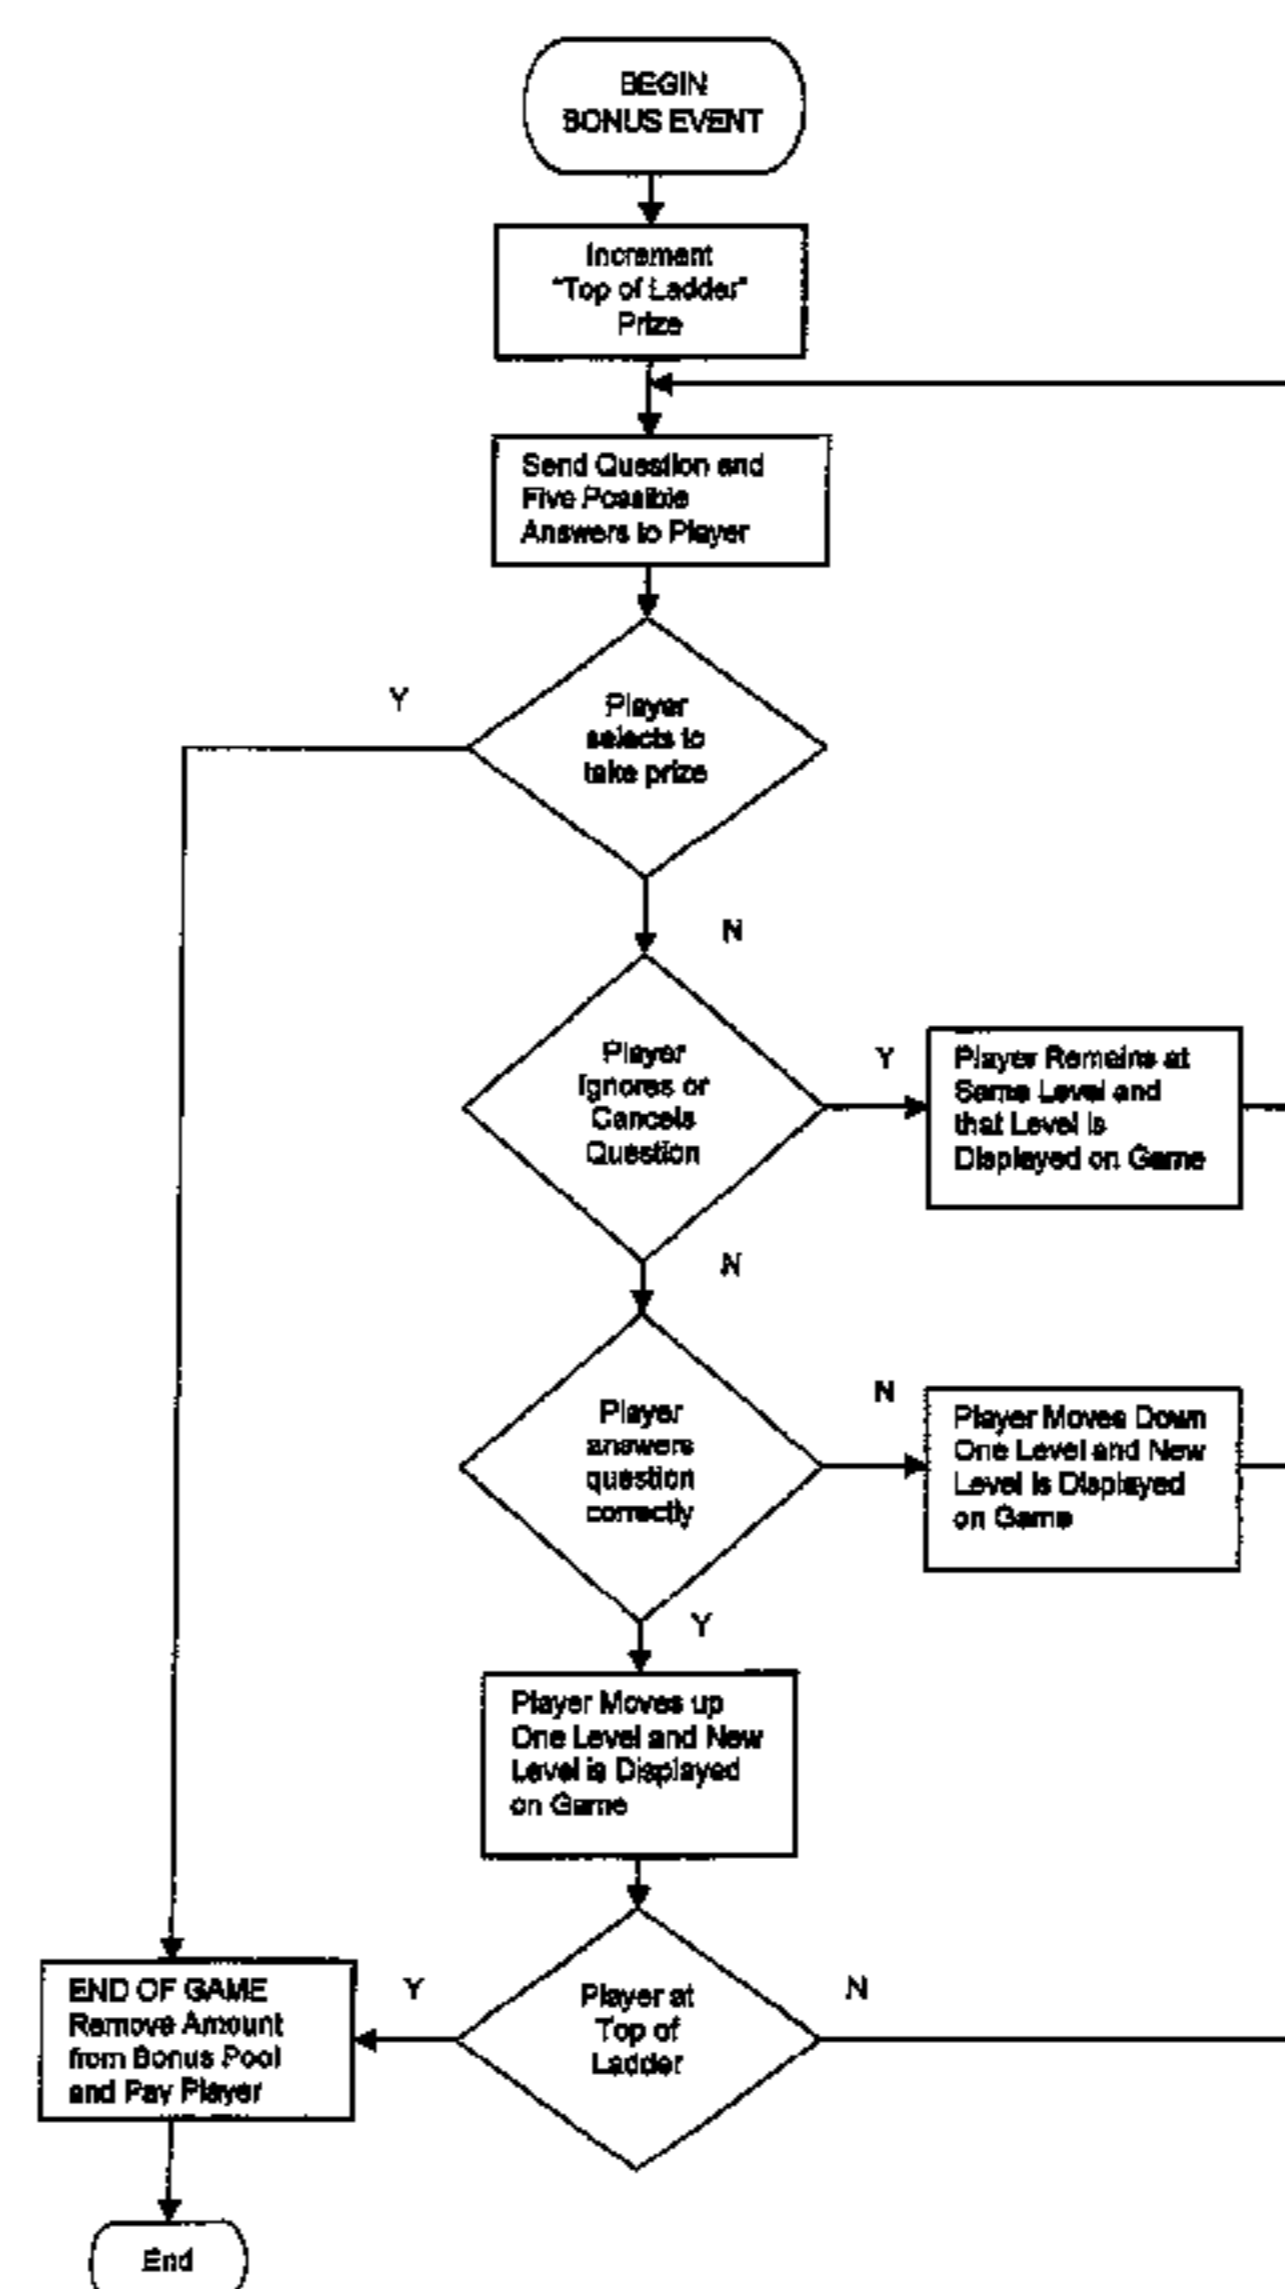 BEGIN
BONUS EVENT
Increment
"Top of Ladder"
Prize
Send Question and
Five Possible
Answers to Player
Y
Player
selects to
take prize
N
Player
Ignores or
Cancels
Question
Y
Player Remains at
Same Level and
that Level is
Displayed on Game
N
Player
answers
question
correctly
N
Player Moves Down
One Level and New
Level is Displayed
on Game
Y
Player Moves up
One Level and New
Level is Displayed
on Game
END OF GAME
Remove Amount
from Bonus Pool
and Pay Player
Y
Player at
Top of
Ladder
N
End